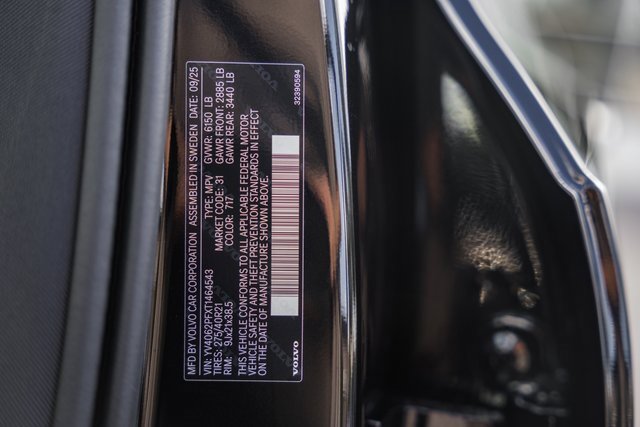 MFD BY VOLVO CAR CORPORATION ASSEMBLED IN SWEDEN DATE: 09/25
VIN: YV4062PFXT1464543 TYPE: MPV GVWR: 6150 LB
TIRES: 275/40R21 MARKET CODE: 31 GAWR FRONT: 2885 LB
RIM: 9Jx21x38,5 COLOR: 717 GAWR REAR: 3440 LB
THIS VEHICLE CONFORMS TO ALL APPLICABLE FEDERAL MOTOR
VEHICLE SAFETY AND THEFT PREVENTION STANDARDS IN EFFECT
ON THE DATE OF MANUFACTURE SHOWN ABOVE.
VOLVO
32390594